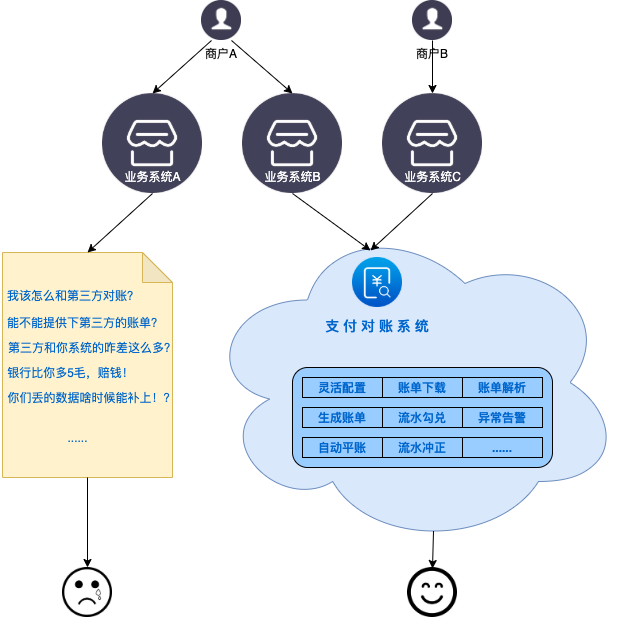 商户A
商户B
业务系统A
业务系统B
业务系统C
我该怎么和第三方对账?
能不能提供下第三方的账单?
第三方和你系统的咋差这么多?
银行比你多5毛，赔钱!
你们丢的数据啥时候能补上! ?
......
¥
支付对账系统
灵活配置 账单下载 账单解析
生成账单 流水勾兑 异常告警
自动平账 流水冲正 ......